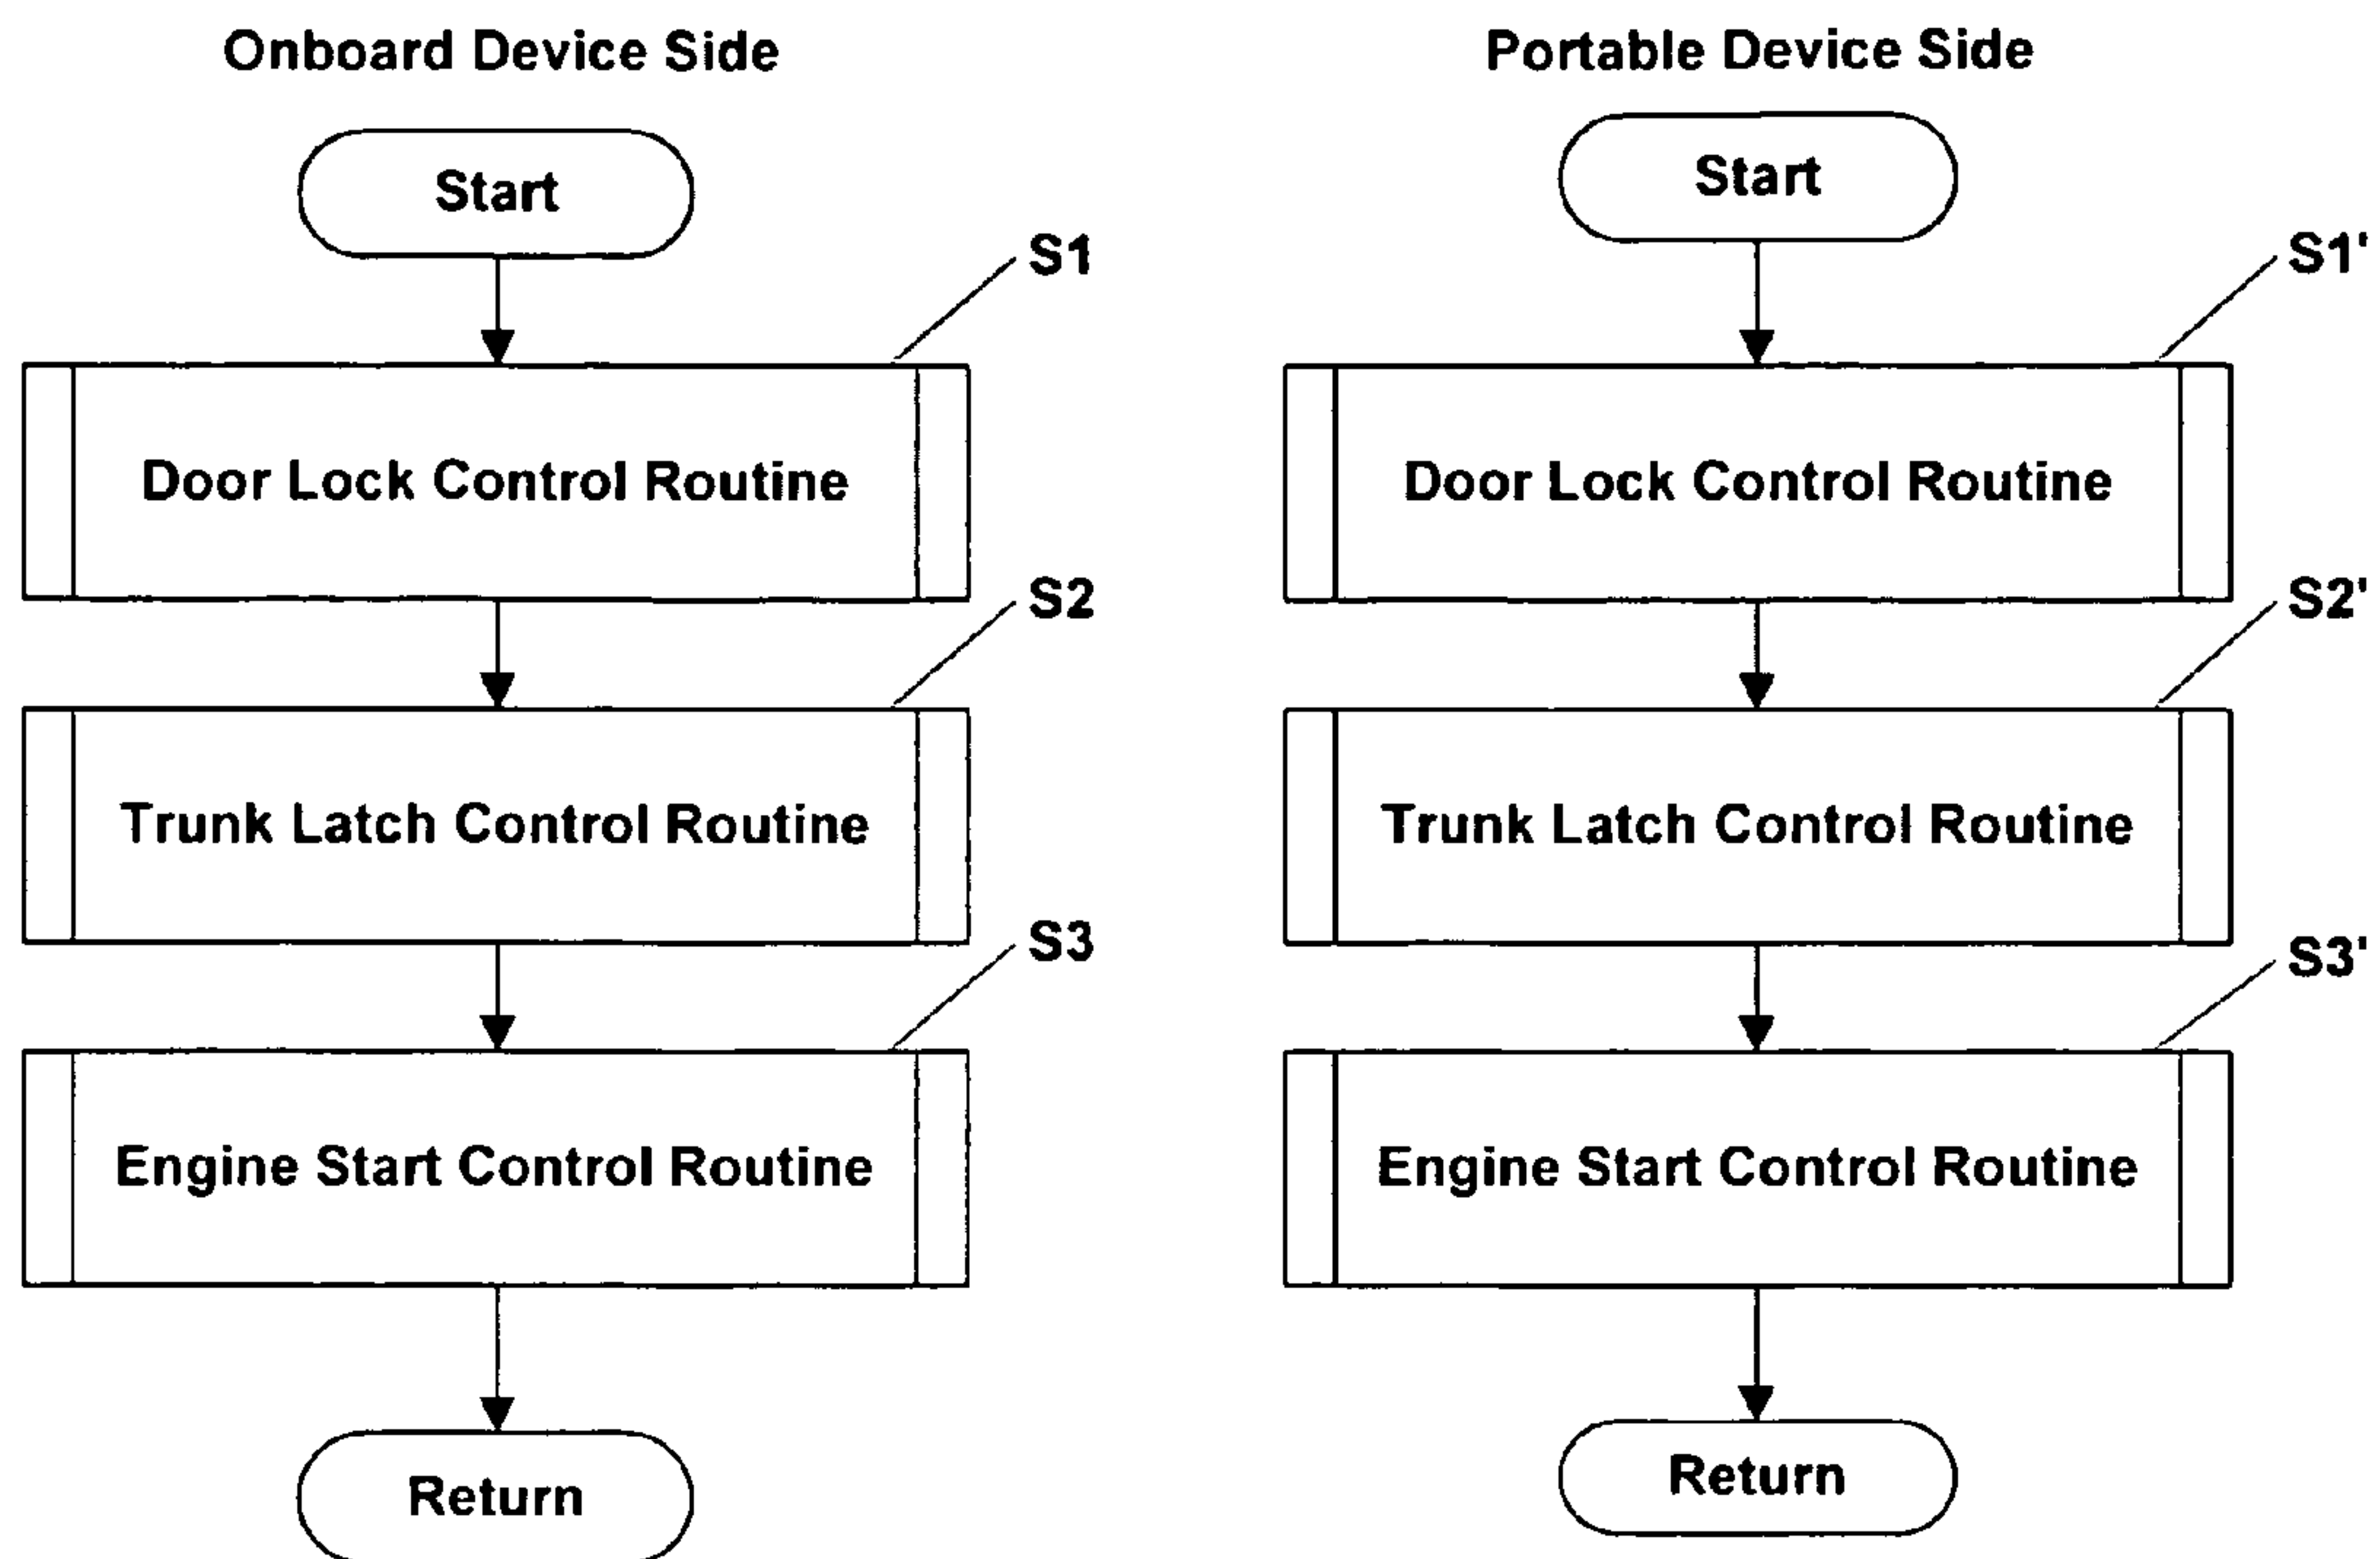 Onboard Device Side
Start
S1
Door Lock Control Routine
S2
Trunk Latch Control Routine
S3
Engine Start Control Routine
Return
Portable Device Side
Start
S1'
Door Lock Control Routine
S2'
Trunk Latch Control Routine
S3'
Engine Start Control Routine
Return